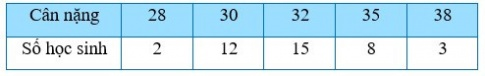 Cân nặng 28 30 32 35 38
Số học sinh 2 12 15 8 3